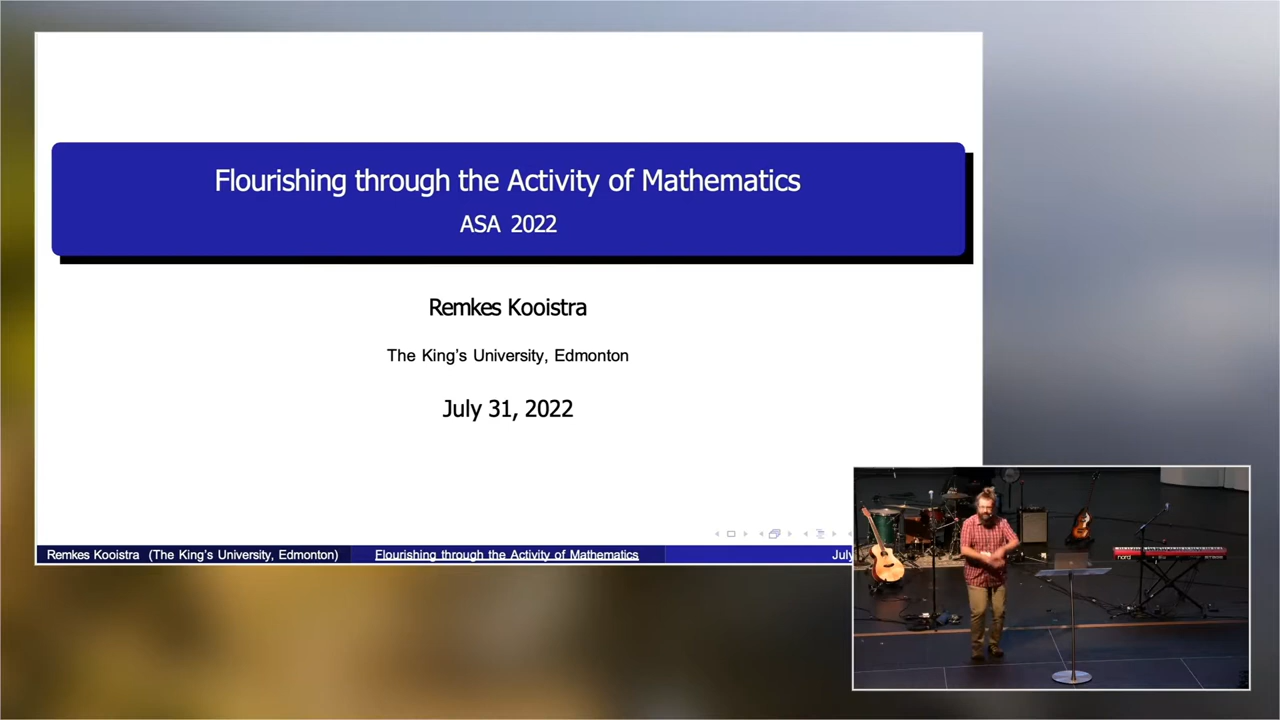 Flourishing through the Activity of Mathematics
ASA 2022
Remkes Kooistra
The King's University, Edmonton
July 31, 2022
Remkes Kooistra (The King's University, Edmonton) Flourishing through the Activity of Mathematics July
nord